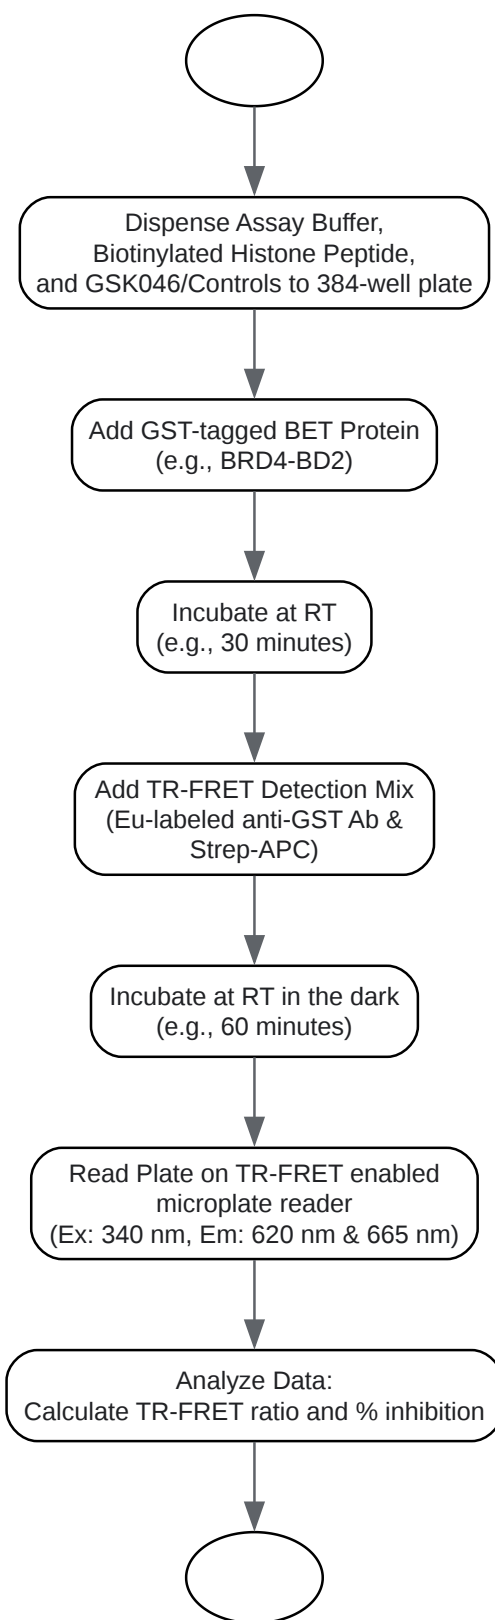 Dispense Assay Buffer,
Biotinylated Histone Peptide,
and GSK046/Controls to 384-well plate
Add GST-tagged BET Protein
(e.g., BRD4-BD2)
Incubate at RT
(e.g., 30 minutes)
Add TR-FRET Detection Mix
(Eu-labeled anti-GST Ab &
Strep-APC)
Incubate at RT in the dark
(e.g., 60 minutes)
Read Plate on TR-FRET enabled
microplate reader
(Ex: 340 nm, Em: 620 nm & 665 nm)
Analyze Data:
Calculate TR-FRET ratio and % inhibition